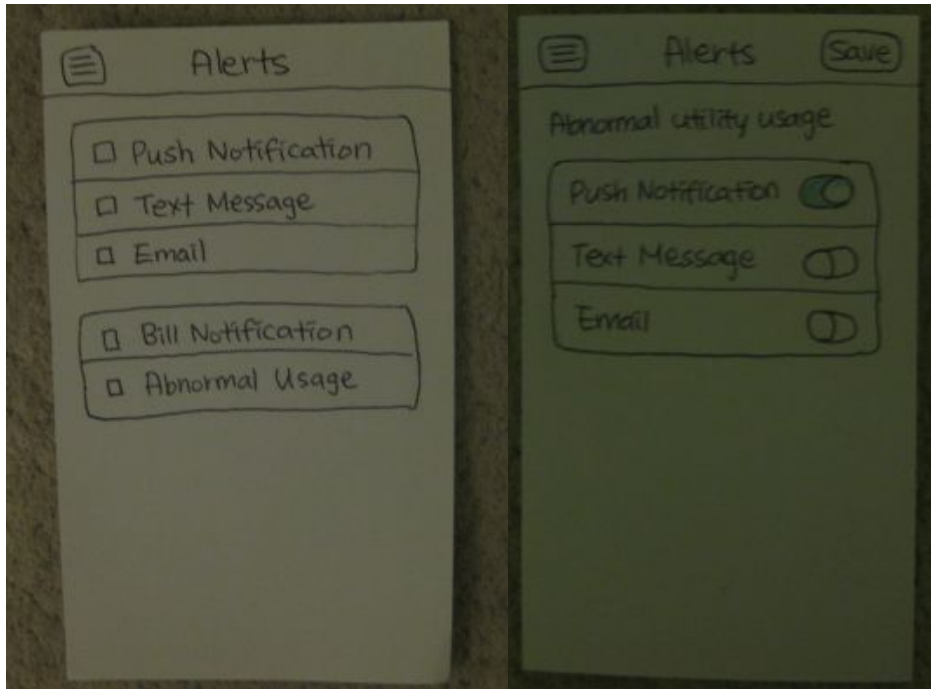 Alerts
Push Notification
Text Message
Email
Bill Notification
Abnormal Usage
Alerts
Save
Abnormal utility usage
Push Notification
Text Message
Email